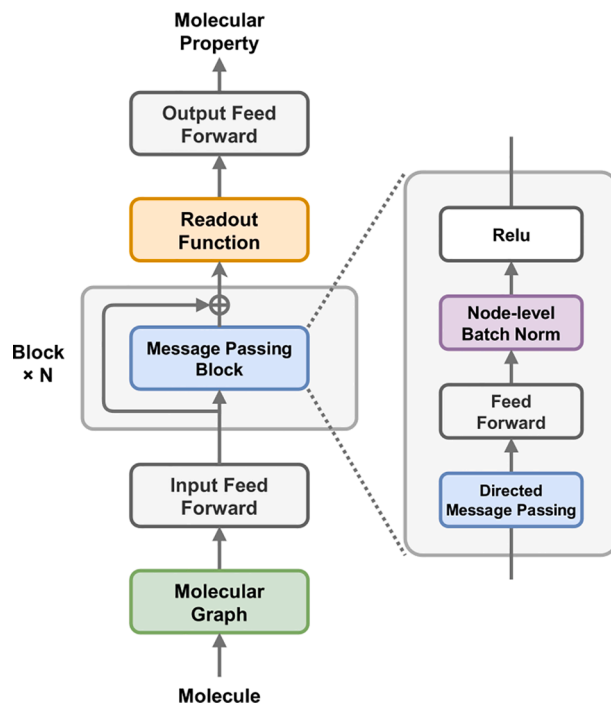 Molecular
Property
Output Feed
Forward
Readout
Function
Block
× N
Message Passing
Block
Input Feed
Forward
Molecular
Graph
Molecule
Relu
Node-level
Batch Norm
Feed
Forward
Directed
Message Passing